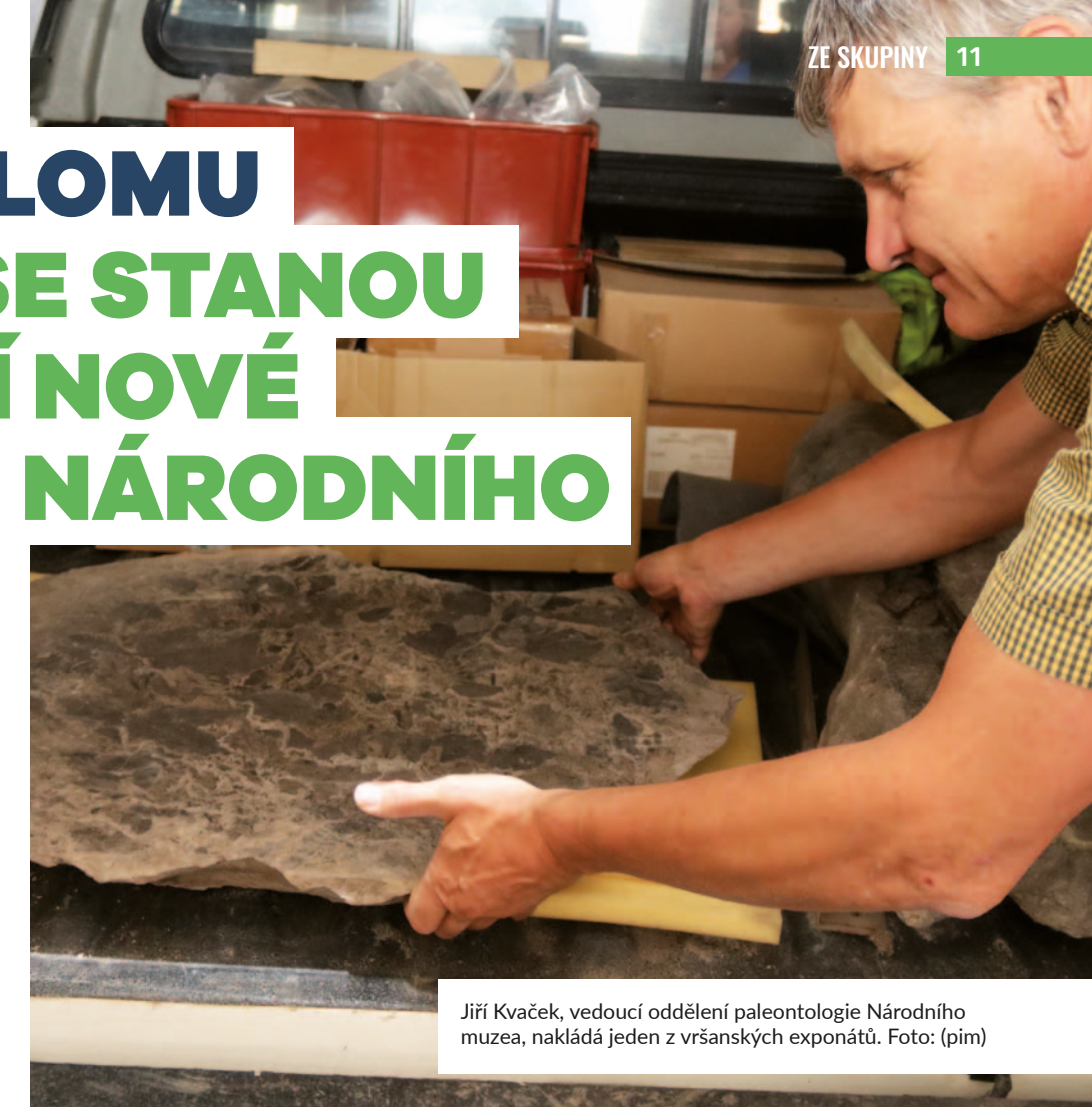 ZE SKUPINY 11
LOMU
SE STANOU
Í NOVÉ
NÁRODNÍHO
Jiří Kvaček, vedoucí oddělení paleontologie Národního
muzea, nakládá jeden z vršanských exponátů. Foto: (pim)